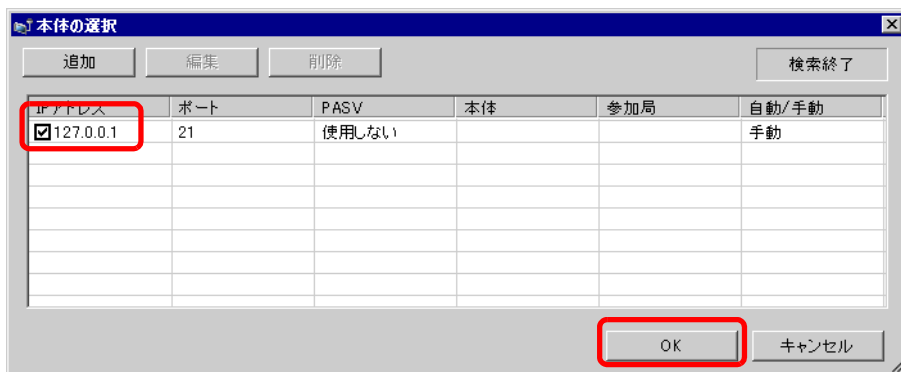 本体の選択
追加 編集 削除 検索終了
IPアドレス ポート PASV 本体 参加局 自動/手動
127.0.0.1 21 使用しない 手動
OK キャンセル